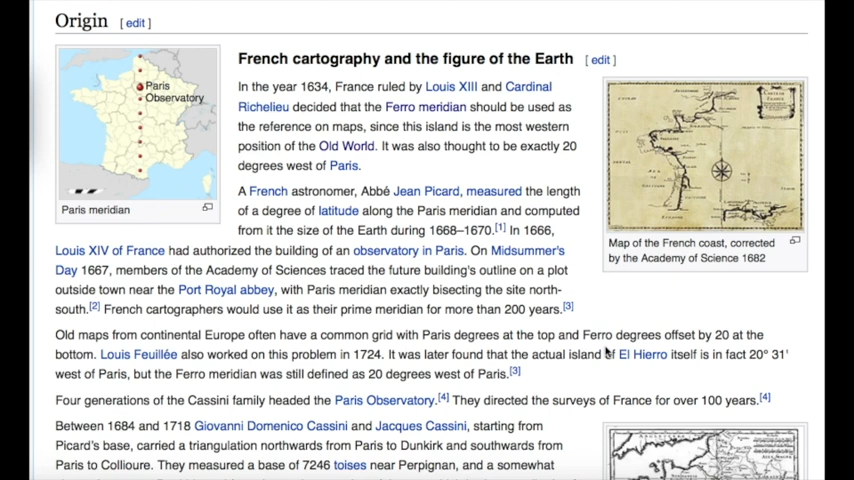 Origin [ edit ]
Paris
Observatory
Paris meridian
French cartography and the figure of the Earth [ edit ]
In the year 1634, France ruled by Louis XIII and Cardinal
Richelieu decided that the Ferro meridian should be used as
the reference on maps, since this island is the most western
position of the Old World. It was also thought to be exactly 20
degrees west of Paris.
A French astronomer, Abbé Jean Picard, measured the length
of a degree of latitude along the Paris meridian and computed
from it the size of the Earth during 1668–1670.[1] In 1666,
Louis XIV of France had authorized the building of an observatory in Paris. On Midsummer's
Day 1667, members of the Academy of Sciences traced the future building's outline on a plot
outside town near the Port Royal abbey, with Paris meridian exactly bisecting the site north-
south.[2] French cartographers would use it as their prime meridian for more than 200 years.[3]
Map of the French coast, corrected
by the Academy of Science 1682
Old maps from continental Europe often have a common grid with Paris degrees at the top and Ferro degrees offset by 20 at the
bottom. Louis Feuillée also worked on this problem in 1724. It was later found that the actual island of El Hierro itself is in fact 20° 31'
west of Paris, but the Ferro meridian was still defined as 20 degrees west of Paris.[3]
Four generations of the Cassini family headed the Paris Observatory.[4] They directed the surveys of France for over 100 years.[4]
Between 1684 and 1718 Giovanni Domenico Cassini and Jacques Cassini, starting from
Picard's base, carried a triangulation northwards from Paris to Dunkirk and southwards from
Paris to Collioure. They measured a base of 7246 toises near Perpignan, and a somewhat